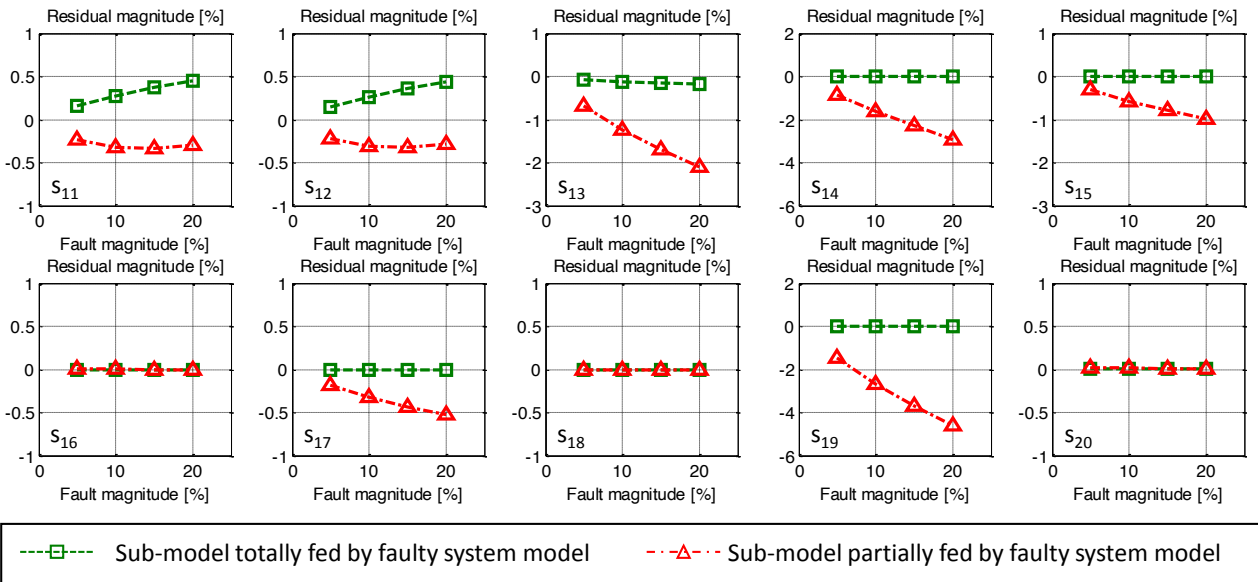 Residual magnitude [%] Residual magnitude [%] Residual magnitude [%] Residual magnitude [%] Residual magnitude [%]
1 1 1 2 1
0.5 0.5 0 0 0
0 0 -1 -2 -1
-0.5 -0.5 -2 -4 -2
s11 s12 s13 s14 s15
-1 -1 -3 -6 -3
0 10 20 0 10 20 0 10 20 0 10 20 0 10 20
Fault magnitude [%] Fault magnitude [%] Fault magnitude [%] Fault magnitude [%] Fault magnitude [%]
Residual magnitude [%] Residual magnitude [%] Residual magnitude [%] Residual magnitude [%] Residual magnitude [%]
1 1 1 2 1
0.5 0.5 0.5 0 0.5
0 0 0 -2 0
-0.5 -0.5 -0.5 -4 -0.5
s16 s17 s18 s19 s20
-1 -1 -1 -6 -1
0 10 20 0 10 20 0 10 20 0 10 20 0 10 20
Fault magnitude [%] Fault magnitude [%] Fault magnitude [%] Fault magnitude [%] Fault magnitude [%]
Sub-model totally fed by faulty system model Sub-model partially fed by faulty system model